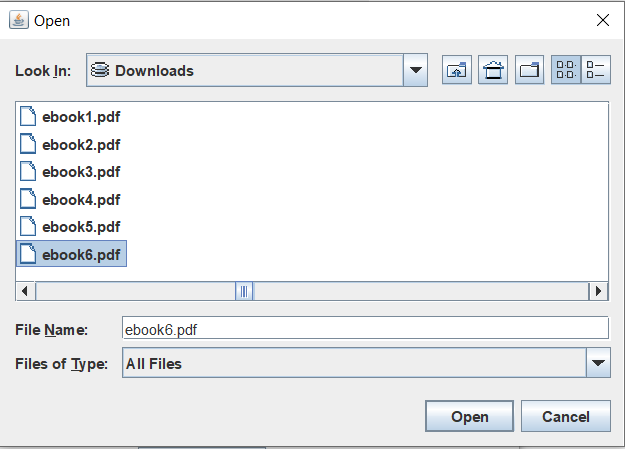 Open
Look In: Downloads
ebook1.pdf
ebook2.pdf
ebook3.pdf
ebook4.pdf
ebook5.pdf
ebook6.pdf
File Name: ebook6.pdf
Files of Type: All Files
Open Cancel